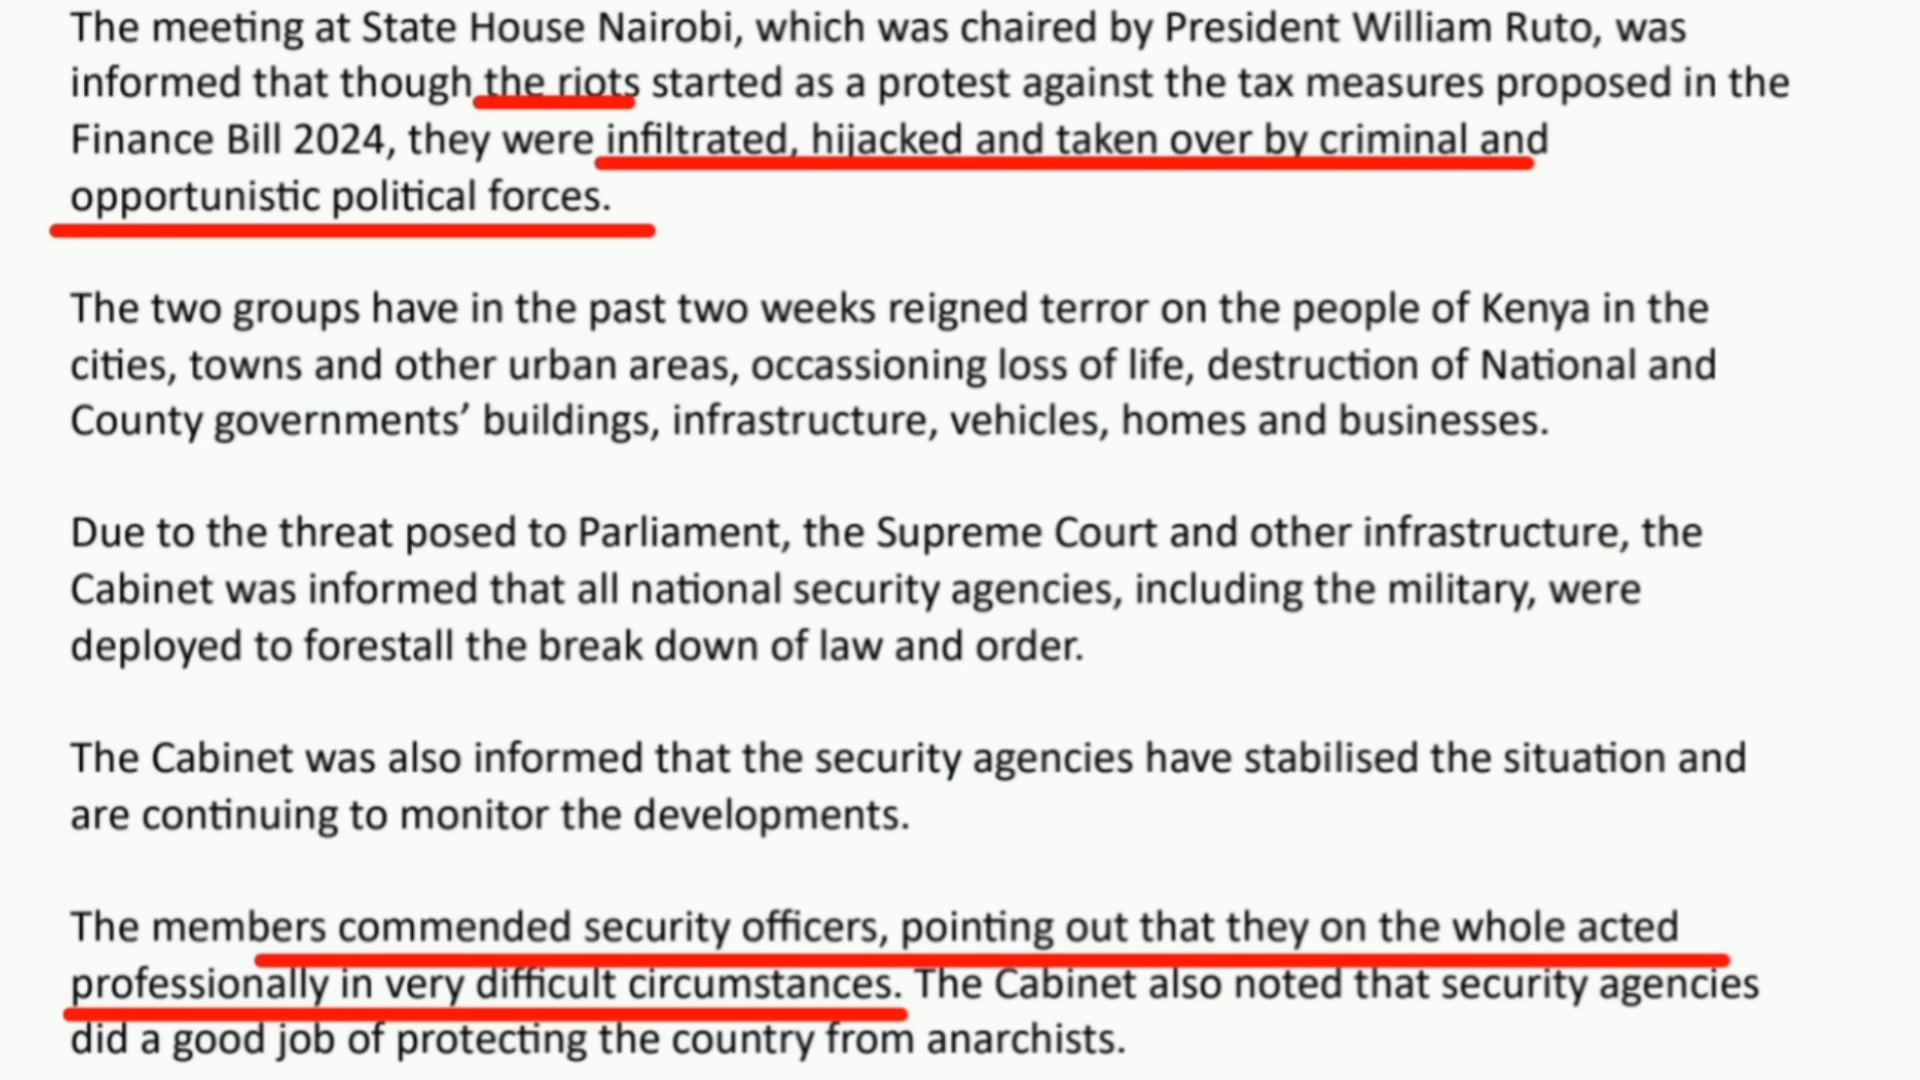 The meeting at State House Nairobi, which was chaired by President William Ruto, was
informed that though the riots started as a protest against the tax measures proposed in the
Finance Bill 2024, they were infiltrated, hijacked and taken over by criminal and
opportunistic political forces.
The two groups have in the past two weeks reigned terror on the people of Kenya in the
cities, towns and other urban areas, occassioning loss of life, destruction of National and
County governments’ buildings, infrastructure, vehicles, homes and businesses.
Due to the threat posed to Parliament, the Supreme Court and other infrastructure, the
Cabinet was informed that all national security agencies, including the military, were
deployed to forestall the break down of law and order.
The Cabinet was also informed that the security agencies have stabilised the situation and
are continuing to monitor the developments.
The members commended security officers, pointing out that they on the whole acted
professionally in very difficult circumstances. The Cabinet also noted that security agencies
did a good job of protecting the country from anarchists.